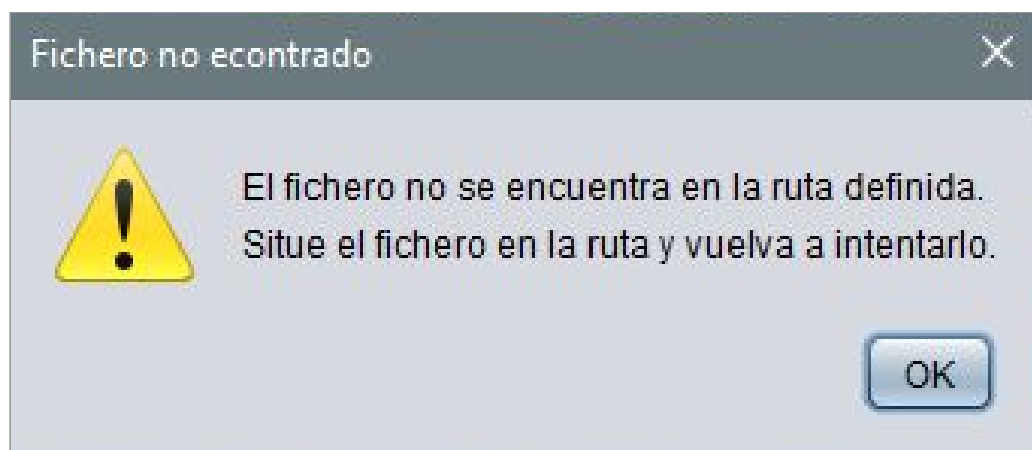 Fichero no econtrado
El fichero no se encuentra en la ruta definida.
Situe el fichero en la ruta y vuelva a intentarlo.
OK